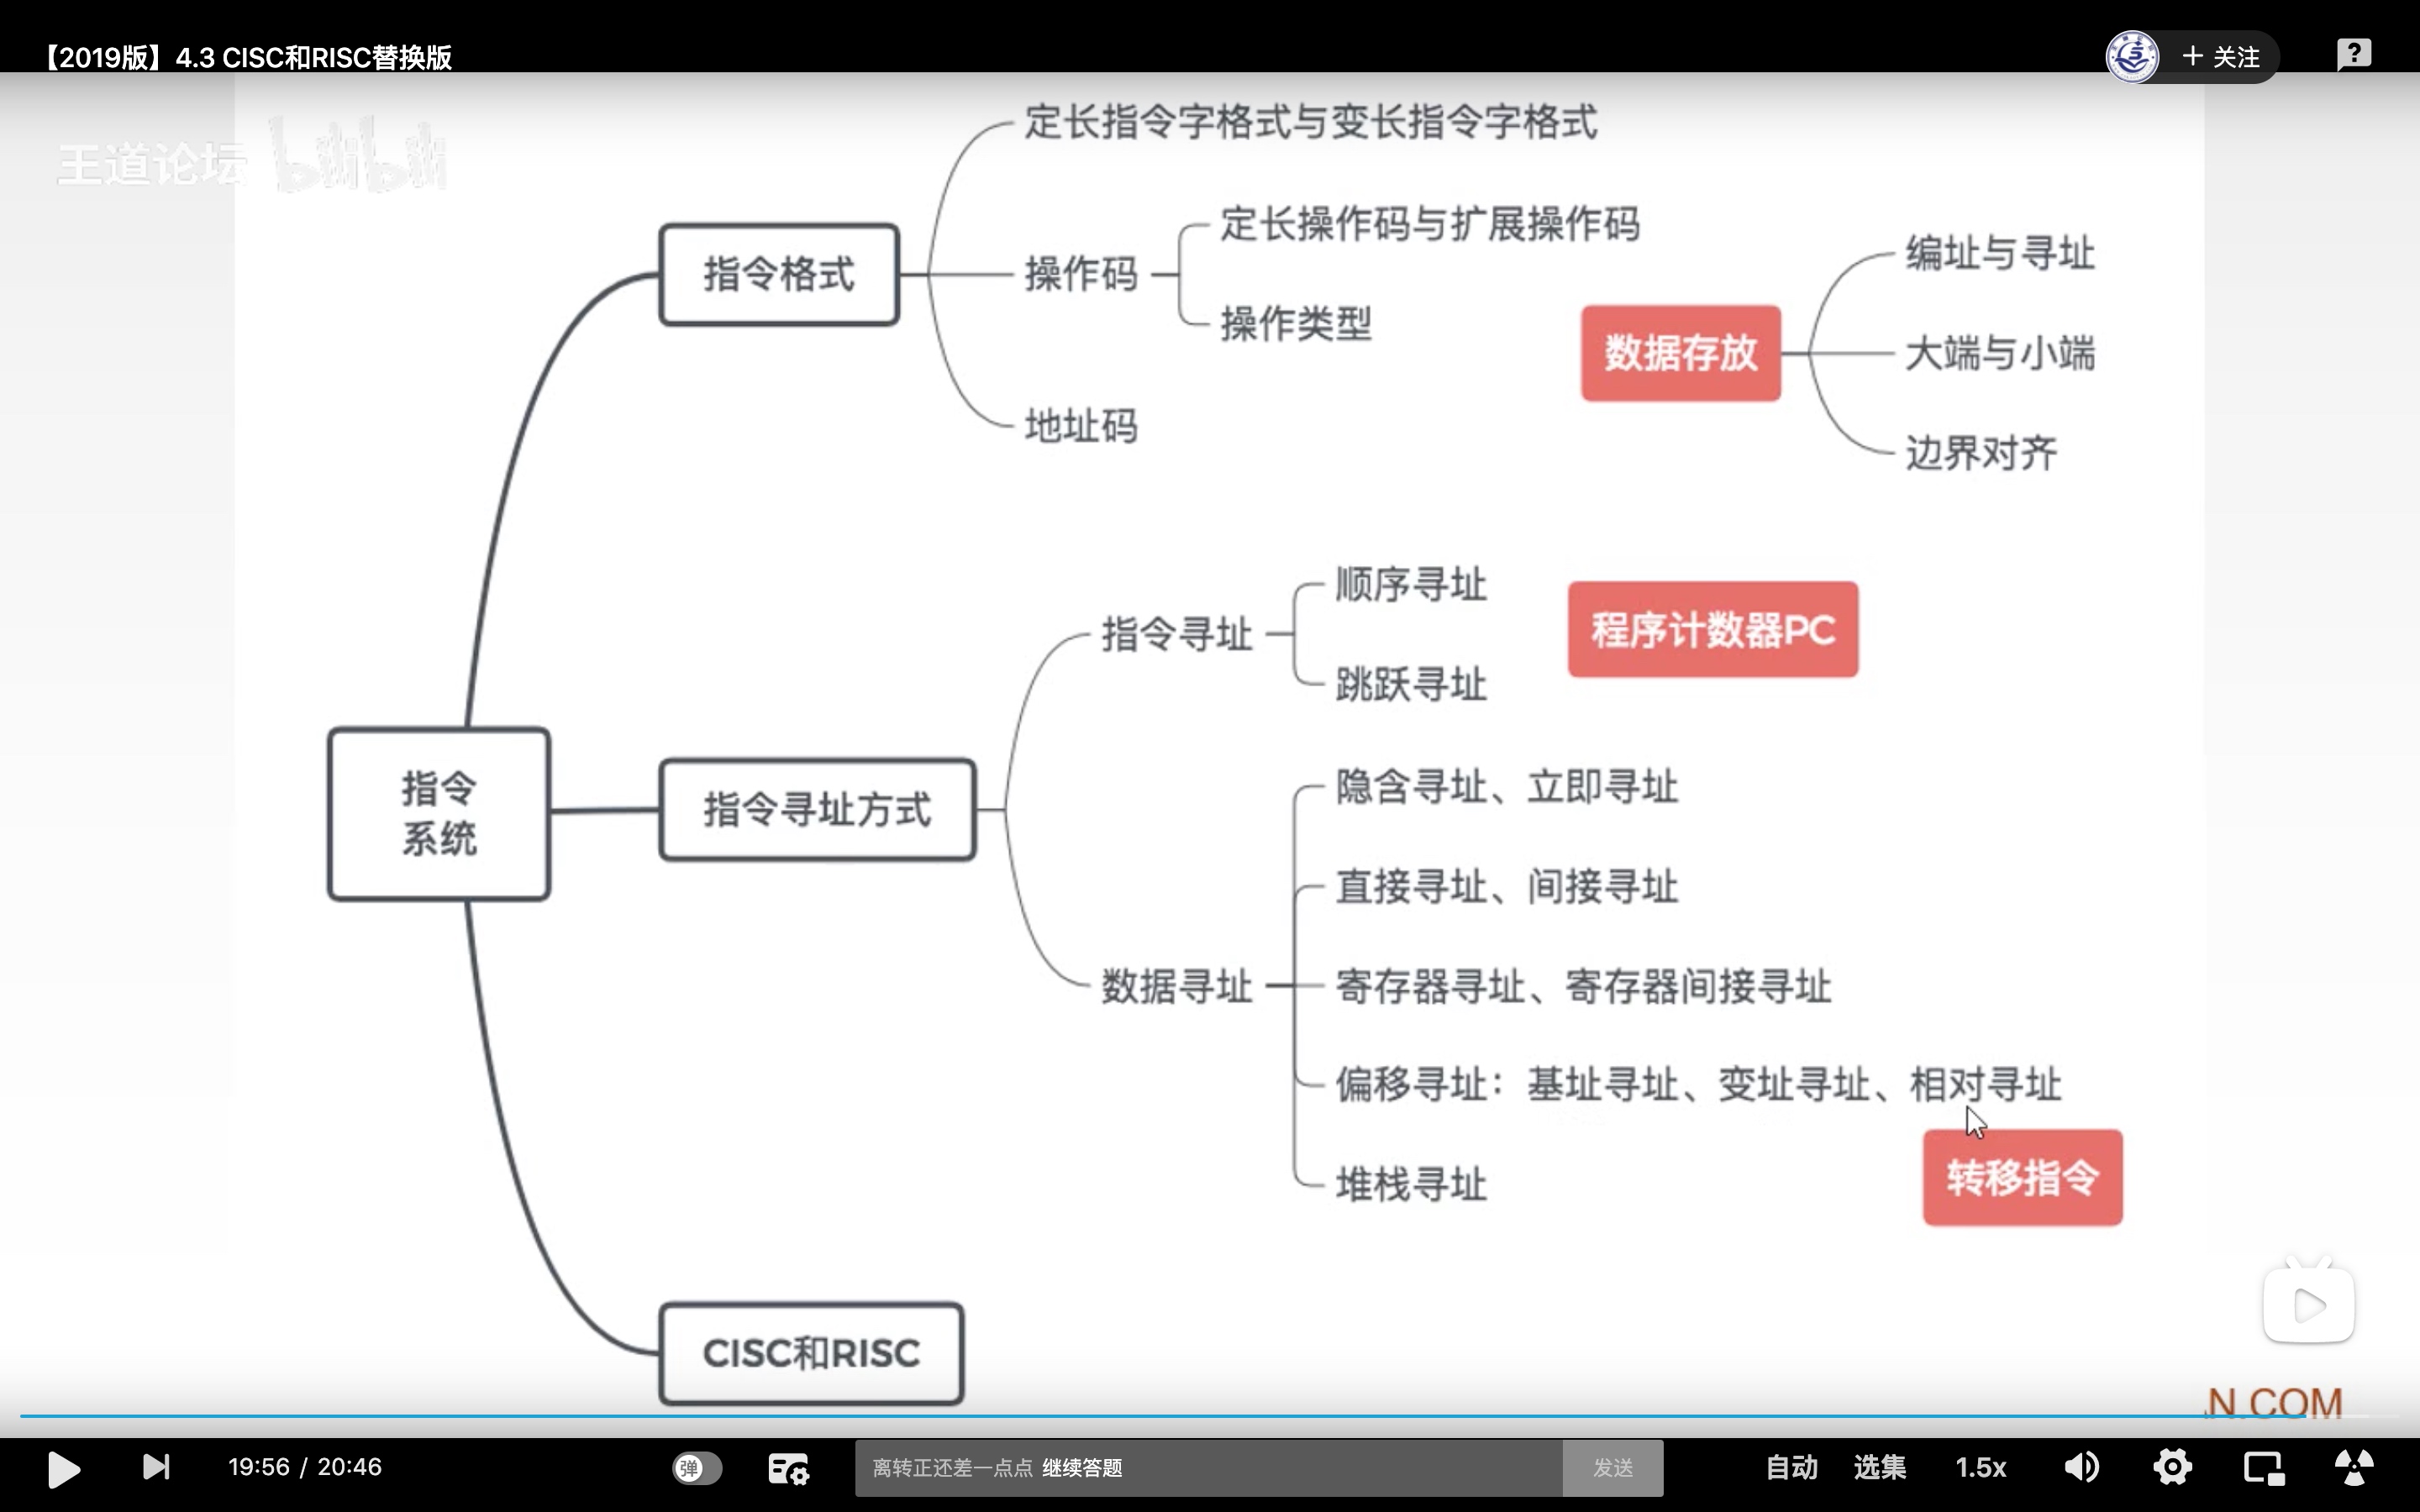 【2019版】4.3 CISC和RISC替换版
+ 关注
王道论坛 bilibili
定长指令字格式与变长指令字格式
指令格式
操作码
定长操作码与扩展操作码
操作类型
地址码
数据存放
编址与寻址
大端与小端
边界对齐
指令
系统
指令寻址方式
指令寻址
顺序寻址
跳跃寻址
程序计数器PC
数据寻址
隐含寻址、立即寻址
直接寻址、间接寻址
寄存器寻址、寄存器间接寻址
偏移寻址：基址寻址、变址寻址、相对寻址
转移指令
堆栈寻址
CISC和RISC
N.COM
19:56 / 20:46
弹
离转正还差一点点 继续答题
发送
自动
选集
1.5x